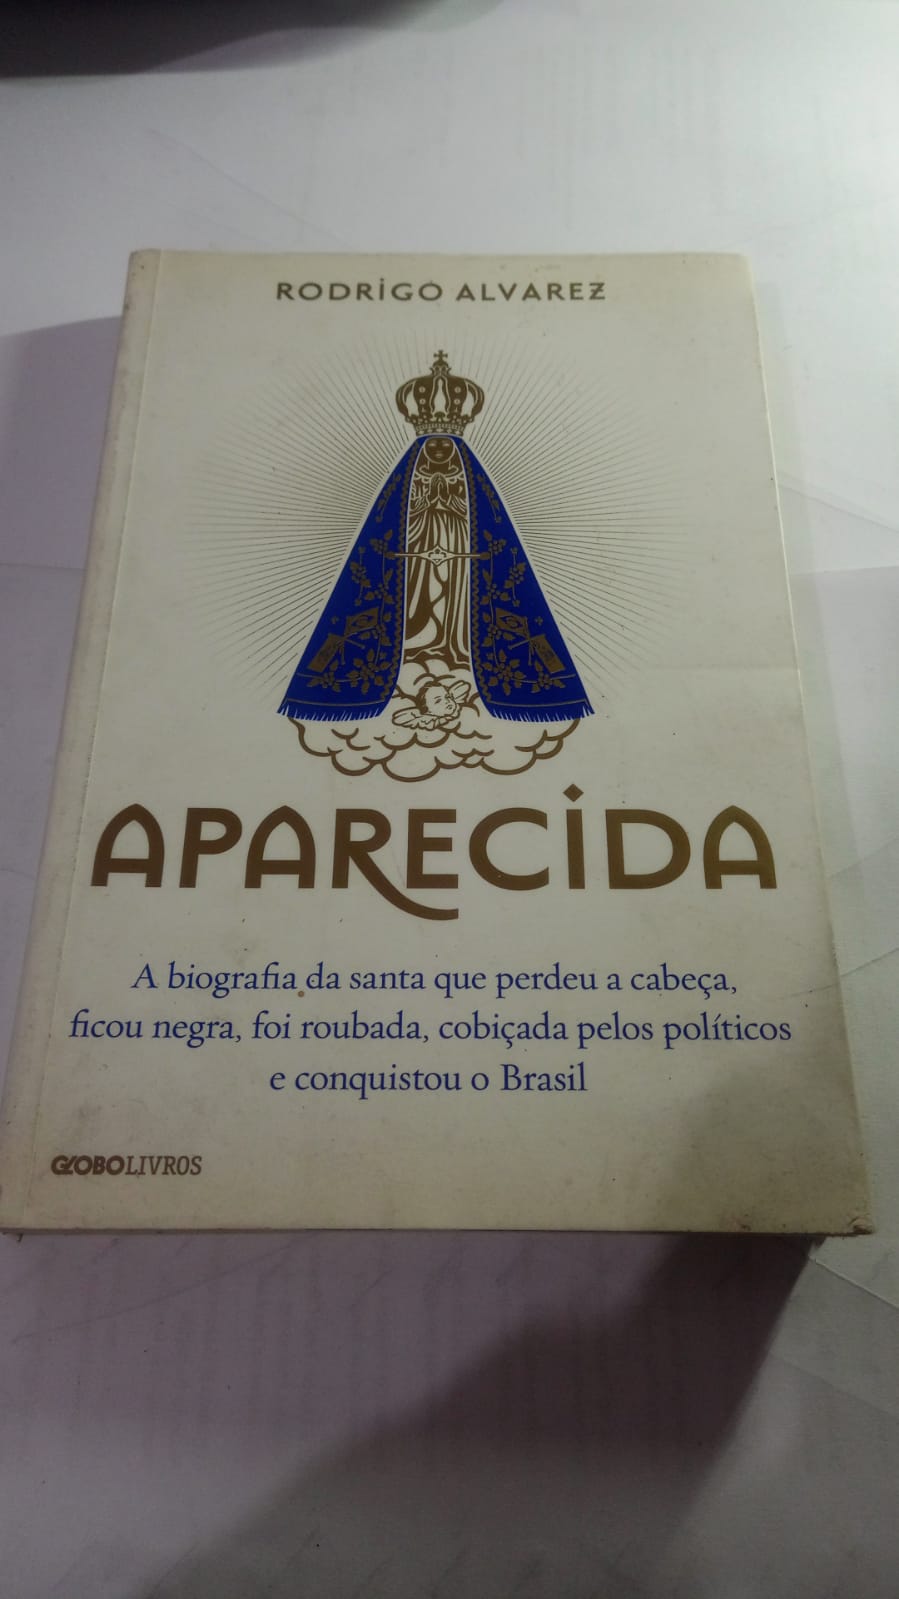 RODRIGO ALVAREZ
APARECIDA
A biografia da santa que perdeu a cabeça,
ficou negra, foi roubada, cobiçada pelos políticos
e conquistou o Brasil
GLOBOLIVROS